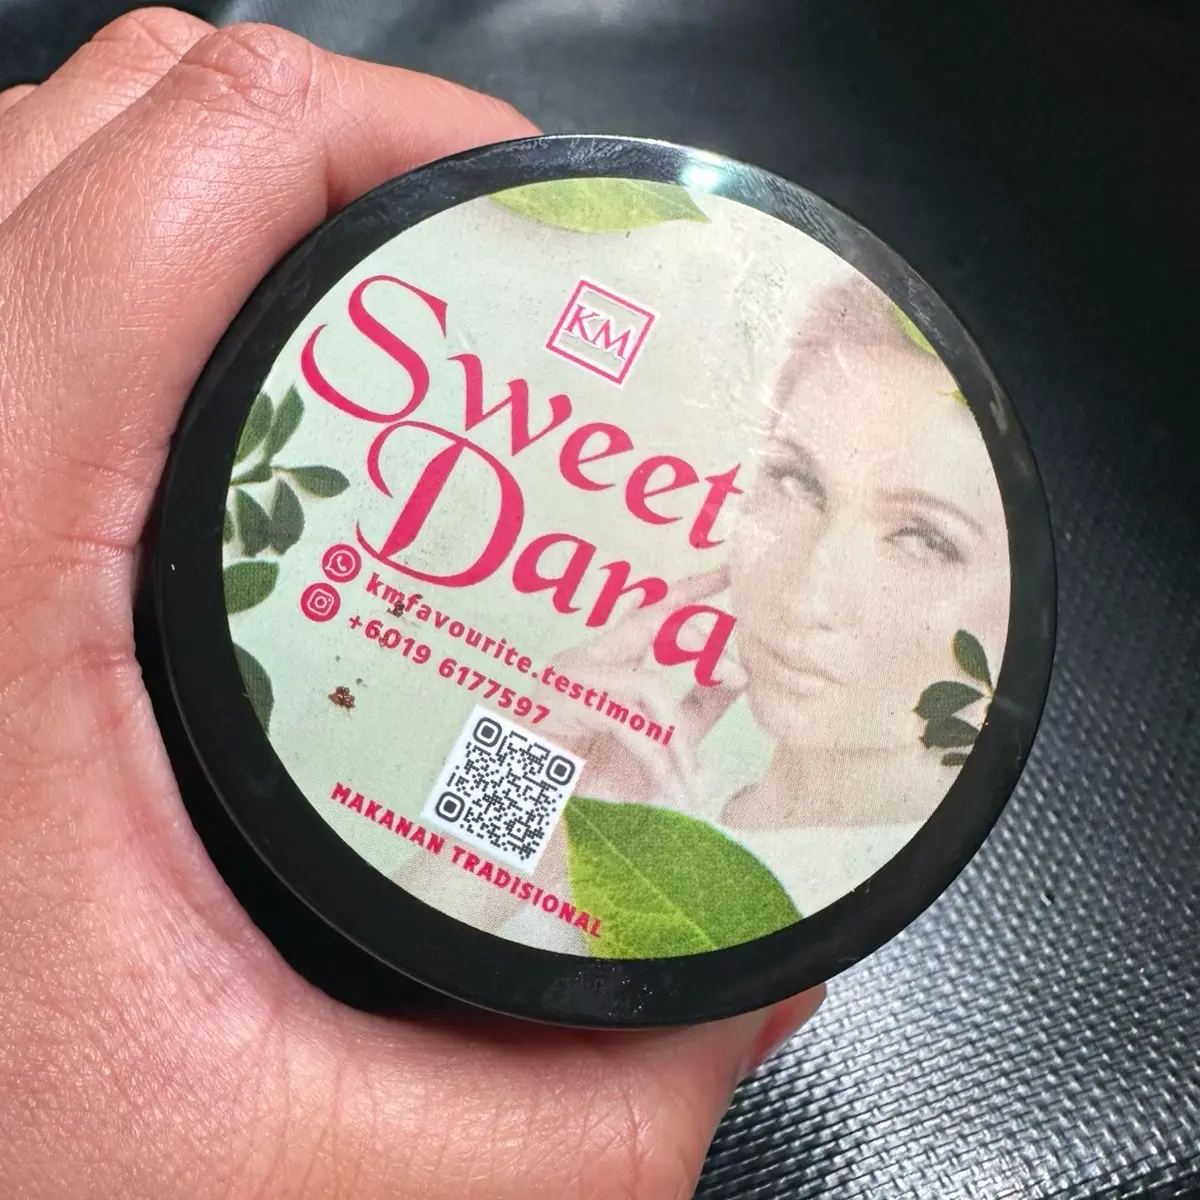 KM
Sweet
Dara
kmfavourite.testimoni
+6019 6177597
MAKANAN TRADISIONAL